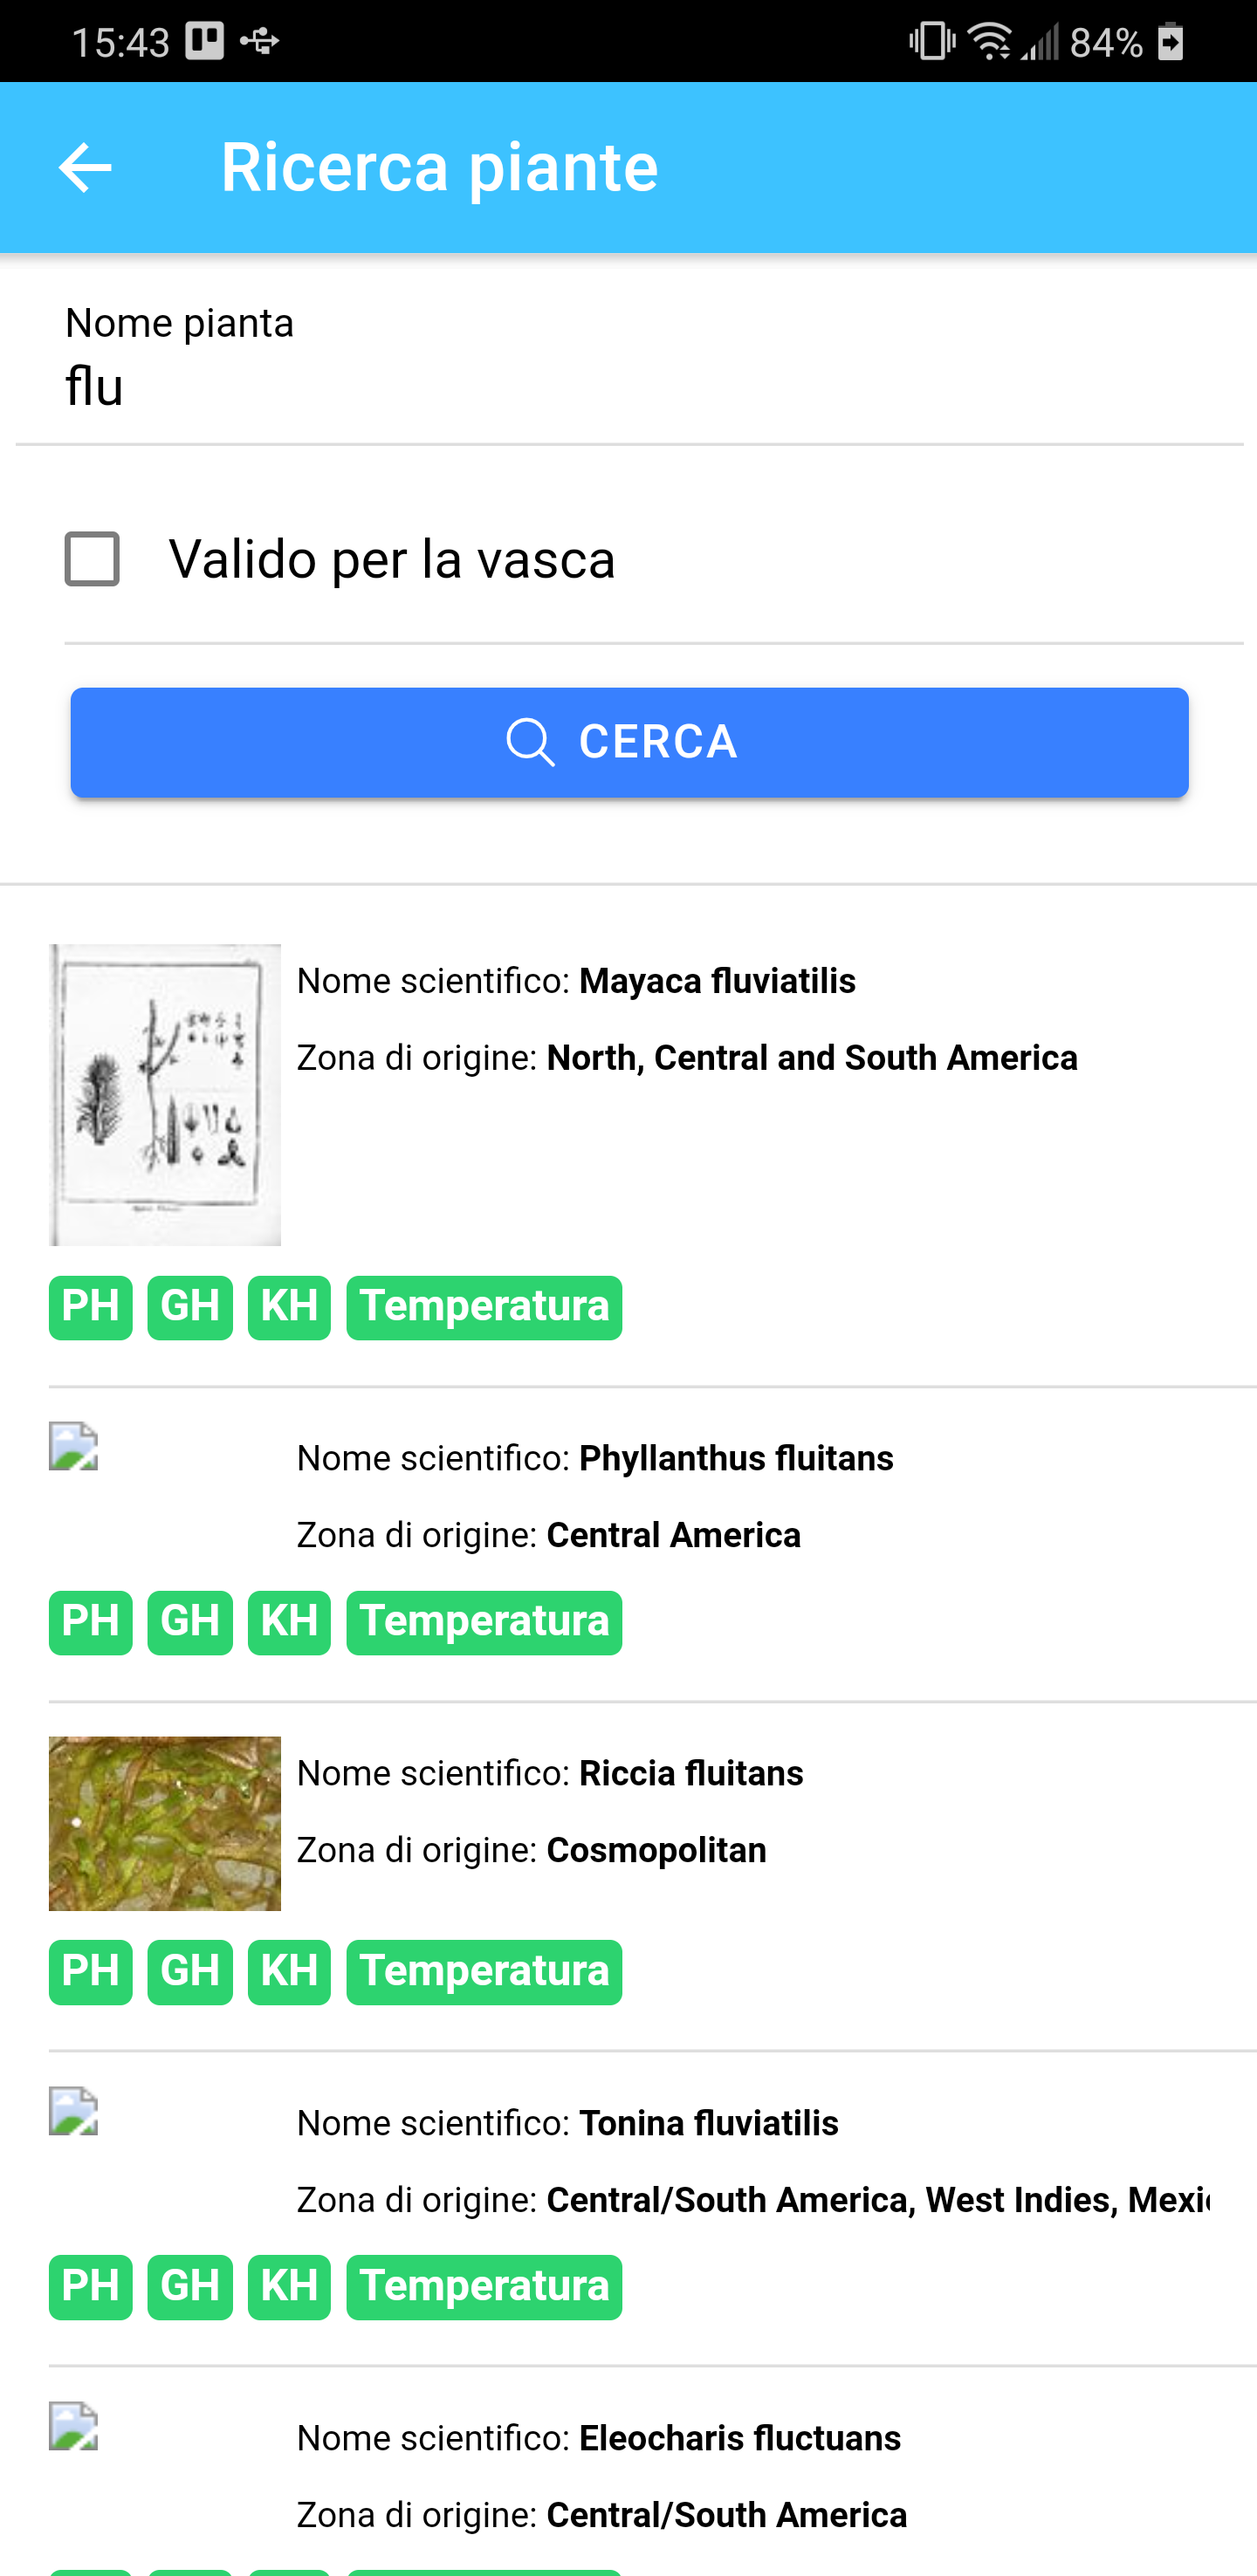 15:43 84%
Ricerca piante
Nome pianta
flu
Valido per la vasca
CERCA
Nome scientifico: Mayaca fluviatilis
Zona di origine: North, Central and South America
PH GH KH Temperatura
Nome scientifico: Phyllanthus fluitans
Zona di origine: Central America
PH GH KH Temperatura
Nome scientifico: Riccia fluitans
Zona di origine: Cosmopolitan
PH GH KH Temperatura
Nome scientifico: Tonina fluviatilis
Zona di origine: Central/South America, West Indies, Mexi
PH GH KH Temperatura
Nome scientifico: Eleocharis fluctuans
Zona di origine: Central/South America